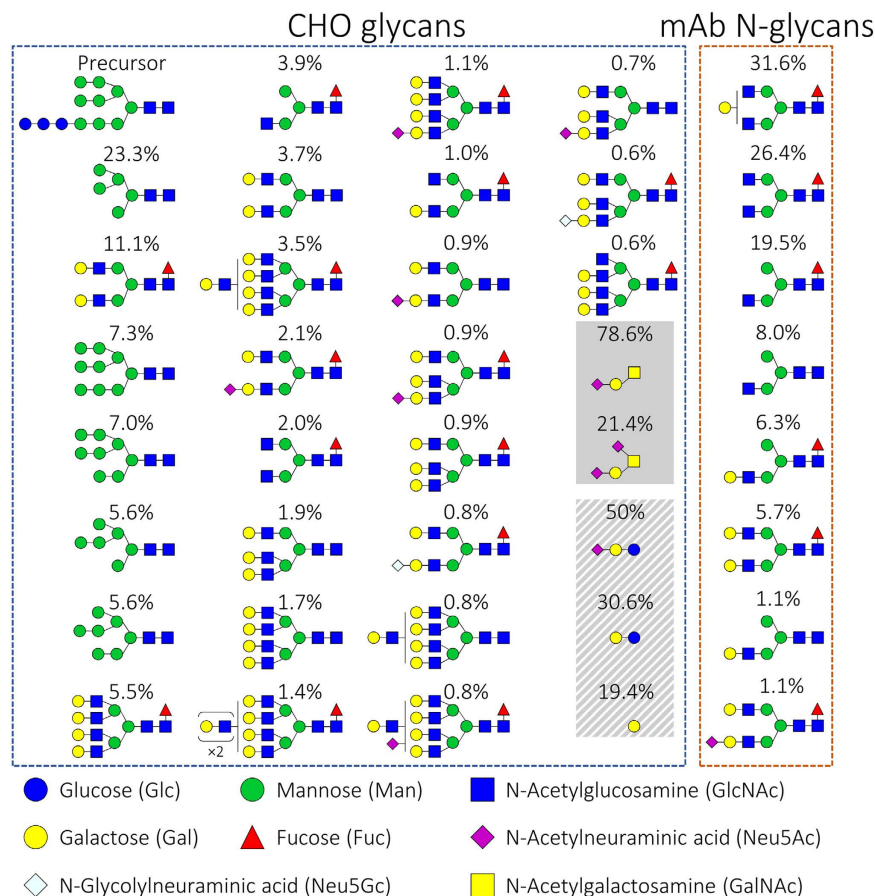 CHO glycans mAb N-glycans
Precursor 3.9% 1.1% 0.7% 31.6%
23.3% 3.7% 1.0% 0.6% 26.4%
11.1% 3.5% 0.9% 0.6% 19.5%
7.3% 2.1% 0.9% 78.6% 8.0%
7.0% 2.0% 0.9% 21.4% 6.3%
5.6% 1.9% 0.8% 50% 5.7%
5.6% 1.7% 0.8% 30.6% 1.1%
5.5% 1.4% 0.8% 19.4% 1.1%
×2
Glucose (Glc) Mannose (Man) N-Acetylglucosamine (GlcNAc)
Galactose (Gal) Fucose (Fuc) N-Acetylneuraminic acid (Neu5Ac)
N-Glycolylneuraminic acid (Neu5Gc) N-Acetylgalactosamine (GalNAc)